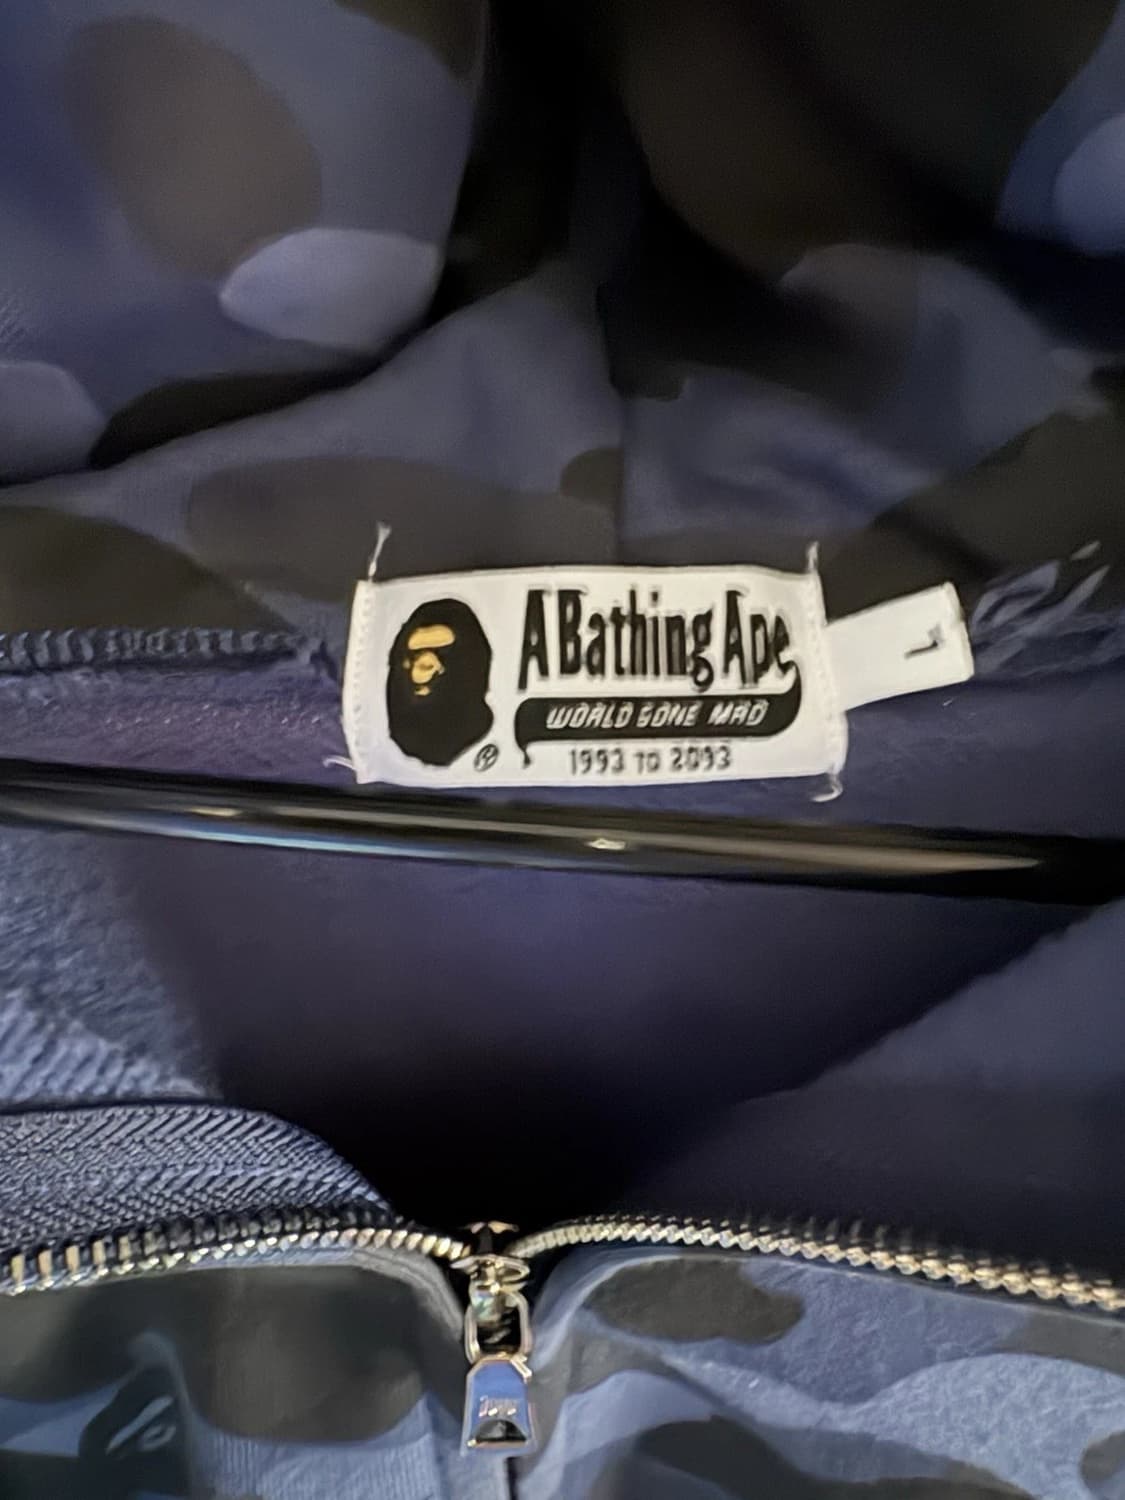 A Bathing Ape
WORLD GONE MAD
®
1993 TO 2093
L